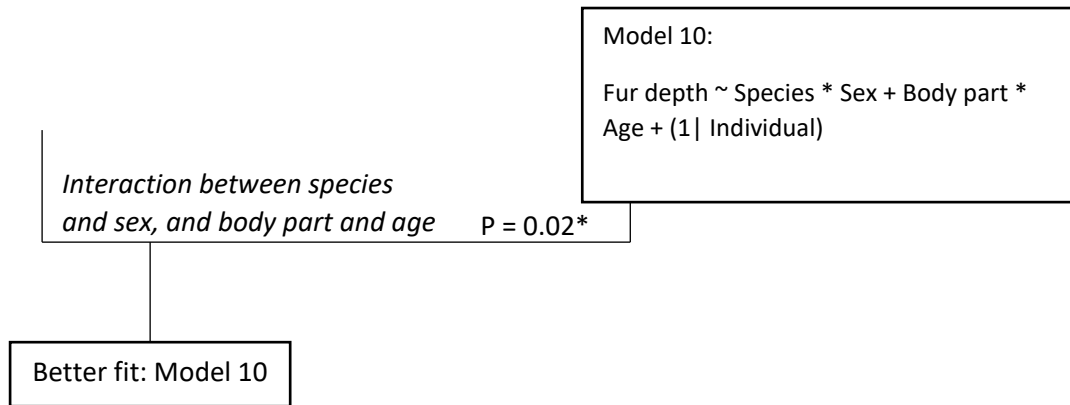 Model 10:
Fur depth ~ Species * Sex + Body part *
Age + (1| Individual)
Interaction between species
and sex, and body part and age P = 0.02*
Better fit: Model 10